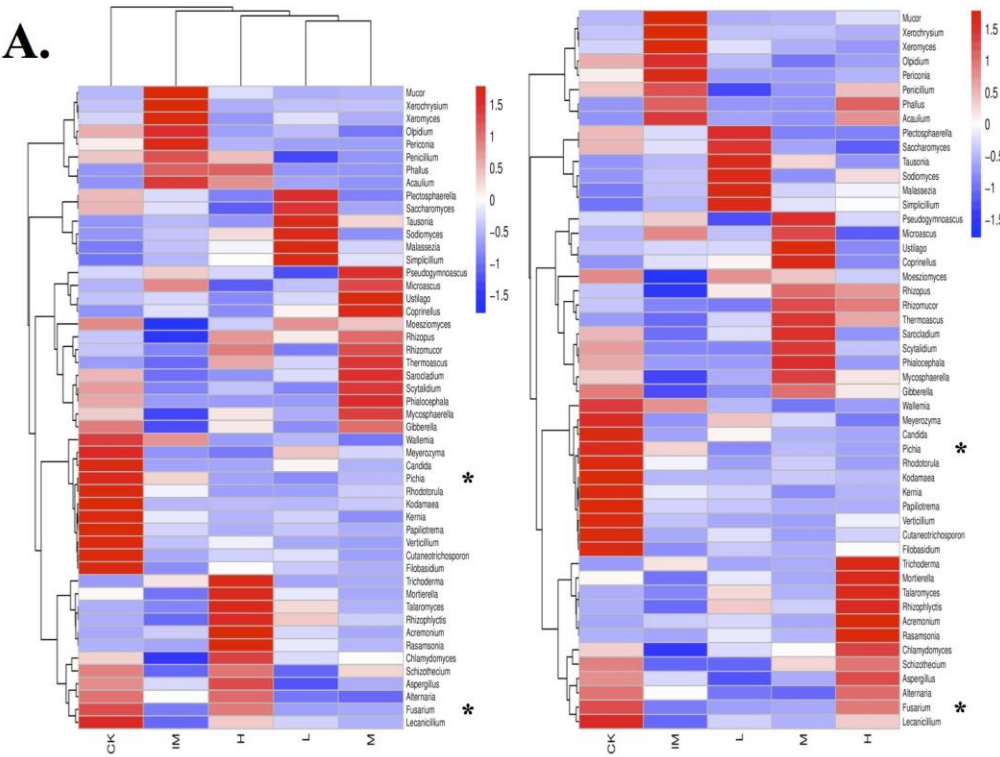 A.
Mucor
Xerochrysium
Xeromyces
Olpidium
Periconia
Penicillium
Phallus
Acaulium
Plectosphaerella
Saccharomyces
Tausonia
Sodiomyces
Malassezia
Simplicillium
Pseudogymnoascus
Microascus
Ustilago
Coprinellus
Moesziomyces
Rhizopus
Rhizomucor
Thermoascus
Sarocladium
Scytalidium
Phialocephala
Mycosphaerella
Gibberella
Wallemia
Meyerozyma
Candida
Pichia *
Rhodotorula
Kodamaea
Kernia
Papiliotrema
Verticillium
Cutaneotrichosporon
Filobasidium
Trichoderma
Mortierella
Talaromyces
Rhizophlyctis
Acremonium
Rasamsonia
Chlamydomyces
Schizothecium
Aspergillus
Alternaria
Fusarium *
Lecanicillium
CK IM H L M
1.5
1
0.5
0
−0.5
−1
−1.5
Mucor
Xerochrysium
Xeromyces
Olpidium
Periconia
Penicillium
Phallus
Acaulium
Plectosphaerella
Saccharomyces
Tausonia
Sodiomyces
Malassezia
Simplicillium
Pseudogymnoascus
Microascus
Ustilago
Coprinellus
Moesziomyces
Rhizopus
Rhizomucor
Thermoascus
Sarocladium
Scytalidium
Phialocephala
Mycosphaerella
Gibberella
Wallemia
Meyerozyma
Candida
Pichia *
Rhodotorula
Kodamaea
Kernia
Papiliotrema
Verticillium
Cutaneotrichosporon
Filobasidium
Trichoderma
Mortierella
Talaromyces
Rhizophlyctis
Acremonium
Rasamsonia
Chlamydomyces
Schizothecium
Aspergillus
Alternaria
Fusarium *
Lecanicillium
CK IM L M H
1.5
1
0.5
0
−0.5
−1
−1.5